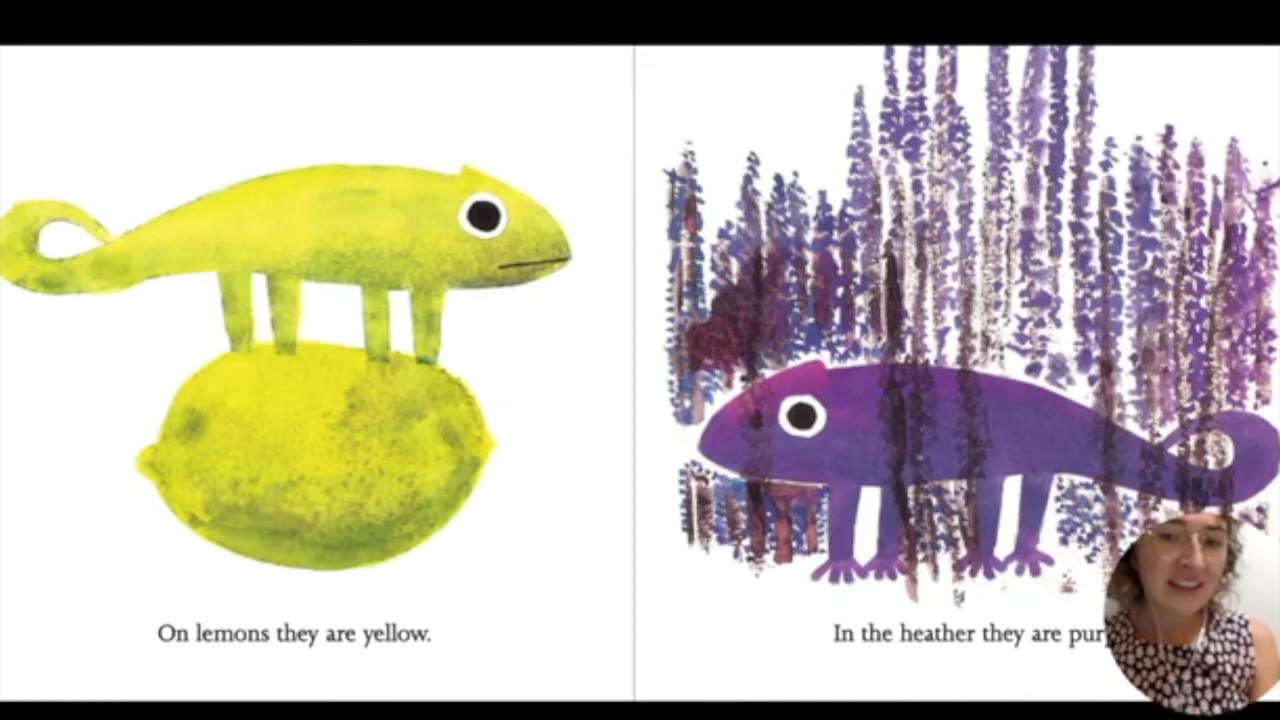 On lemons they are yellow.
In the heather they are pur